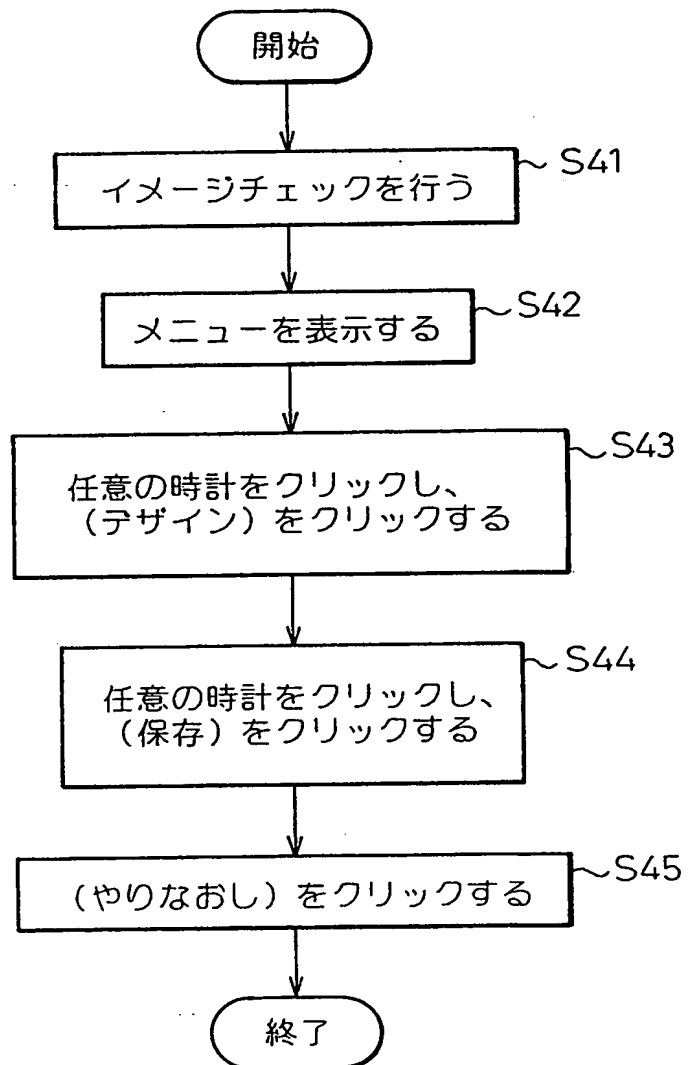 開始
イメージチェックを行う
S41
メニューを表示する
S42
任意の時計をクリックし、
（デザイン）をクリックする
S43
任意の時計をクリックし、
（保存）をクリックする
S44
（やりなおし）をクリックする
S45
終了